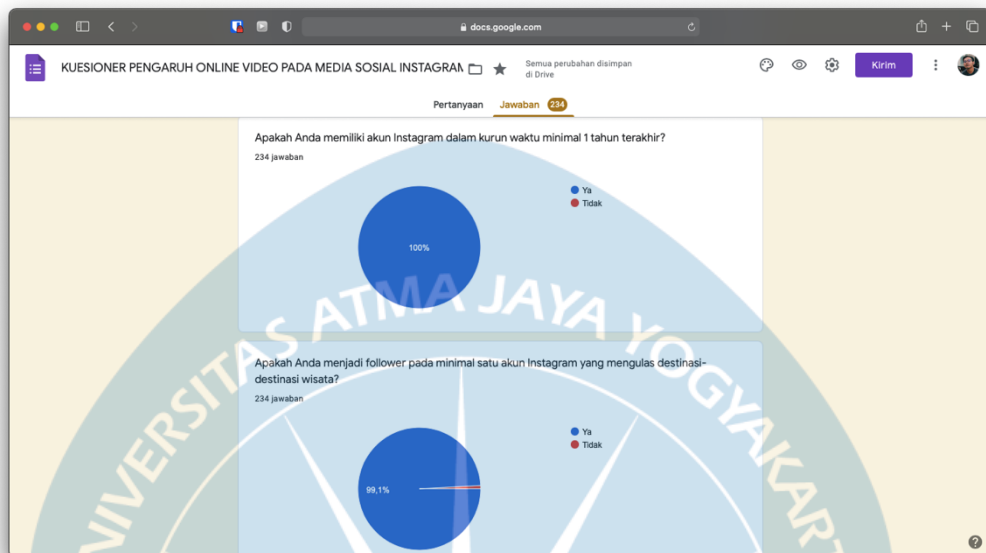 docs.google.com
KUESIONER PENGARUH ONLINE VIDEO PADA MEDIA SOSIAL INSTAGRAM
Semua perubahan disimpan
di Drive
Kirim
Pertanyaan Jawaban 234
Apakah Anda memiliki akun Instagram dalam kurun waktu minimal 1 tahun terakhir?
234 jawaban
Ya
Tidak
100%
Apakah Anda menjadi follower pada minimal satu akun Instagram yang mengulas destinasi-
destinasi wisata?
234 jawaban
Ya
Tidak
99,1%
UNIVERSITAS ATMA JAYA YOGYAKARTA